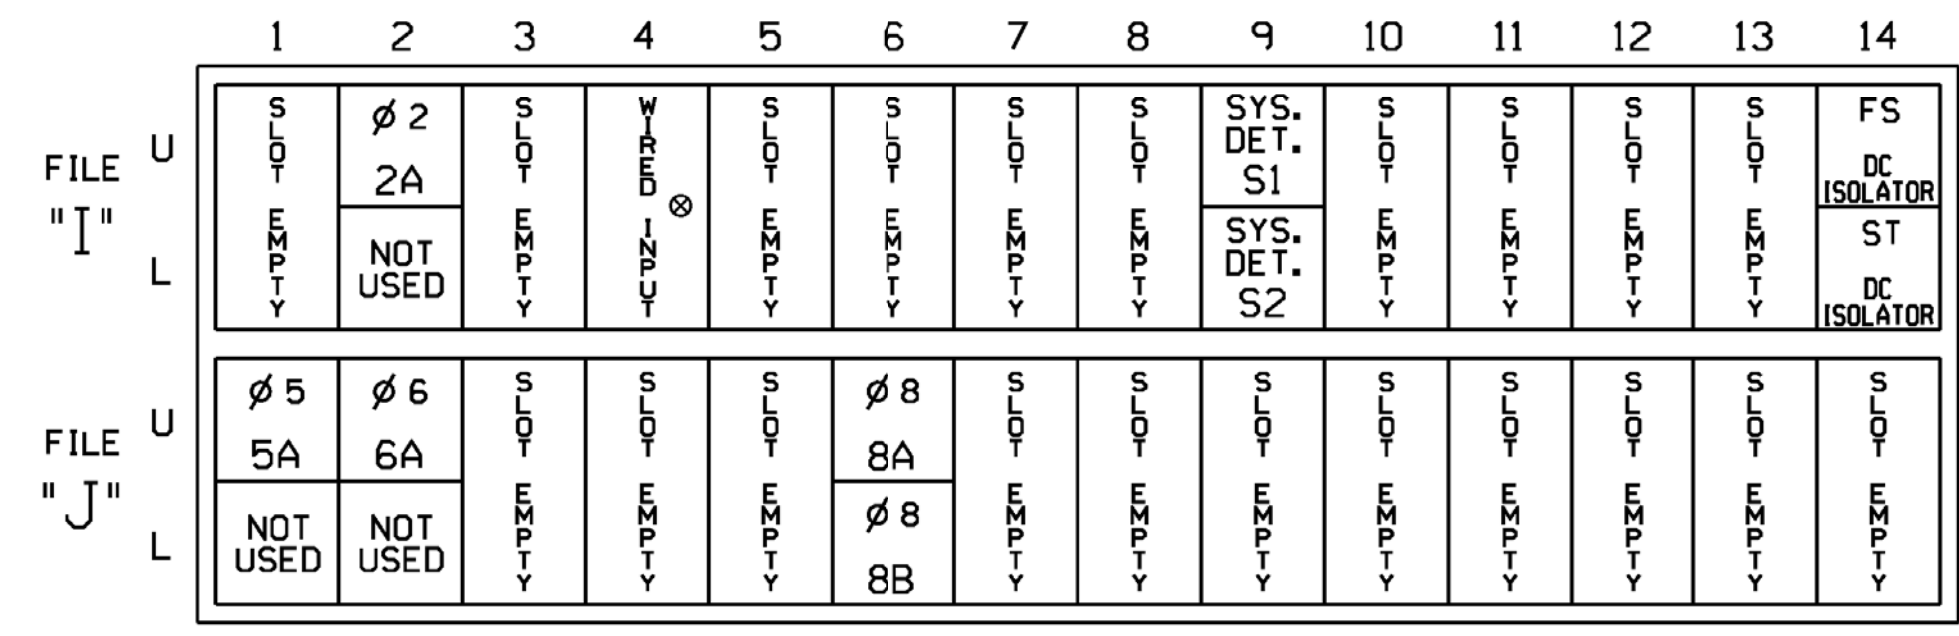 1 2 3 4 5 6 7 8 9 10 11 12 13 14
FILE
"I"
U
L
SLOT EMPTY
Ø 2
2A
NOT
USED
SLOT EMPTY
WIRED INPUT
⊗
SLOT EMPTY
SLOT EMPTY
SLOT EMPTY
SLOT EMPTY
SYS.
DET.
S1
SYS.
DET.
S2
SLOT EMPTY
SLOT EMPTY
SLOT EMPTY
SLOT EMPTY
FS
DC
ISOLATOR
ST
DC
ISOLATOR
FILE
"J"
U
L
Ø 5
5A
NOT
USED
Ø 6
6A
NOT
USED
SLOT EMPTY
SLOT EMPTY
SLOT EMPTY
Ø 8
8A
Ø 8
8B
SLOT EMPTY
SLOT EMPTY
SLOT EMPTY
SLOT EMPTY
SLOT EMPTY
SLOT EMPTY
SLOT EMPTY
SLOT EMPTY